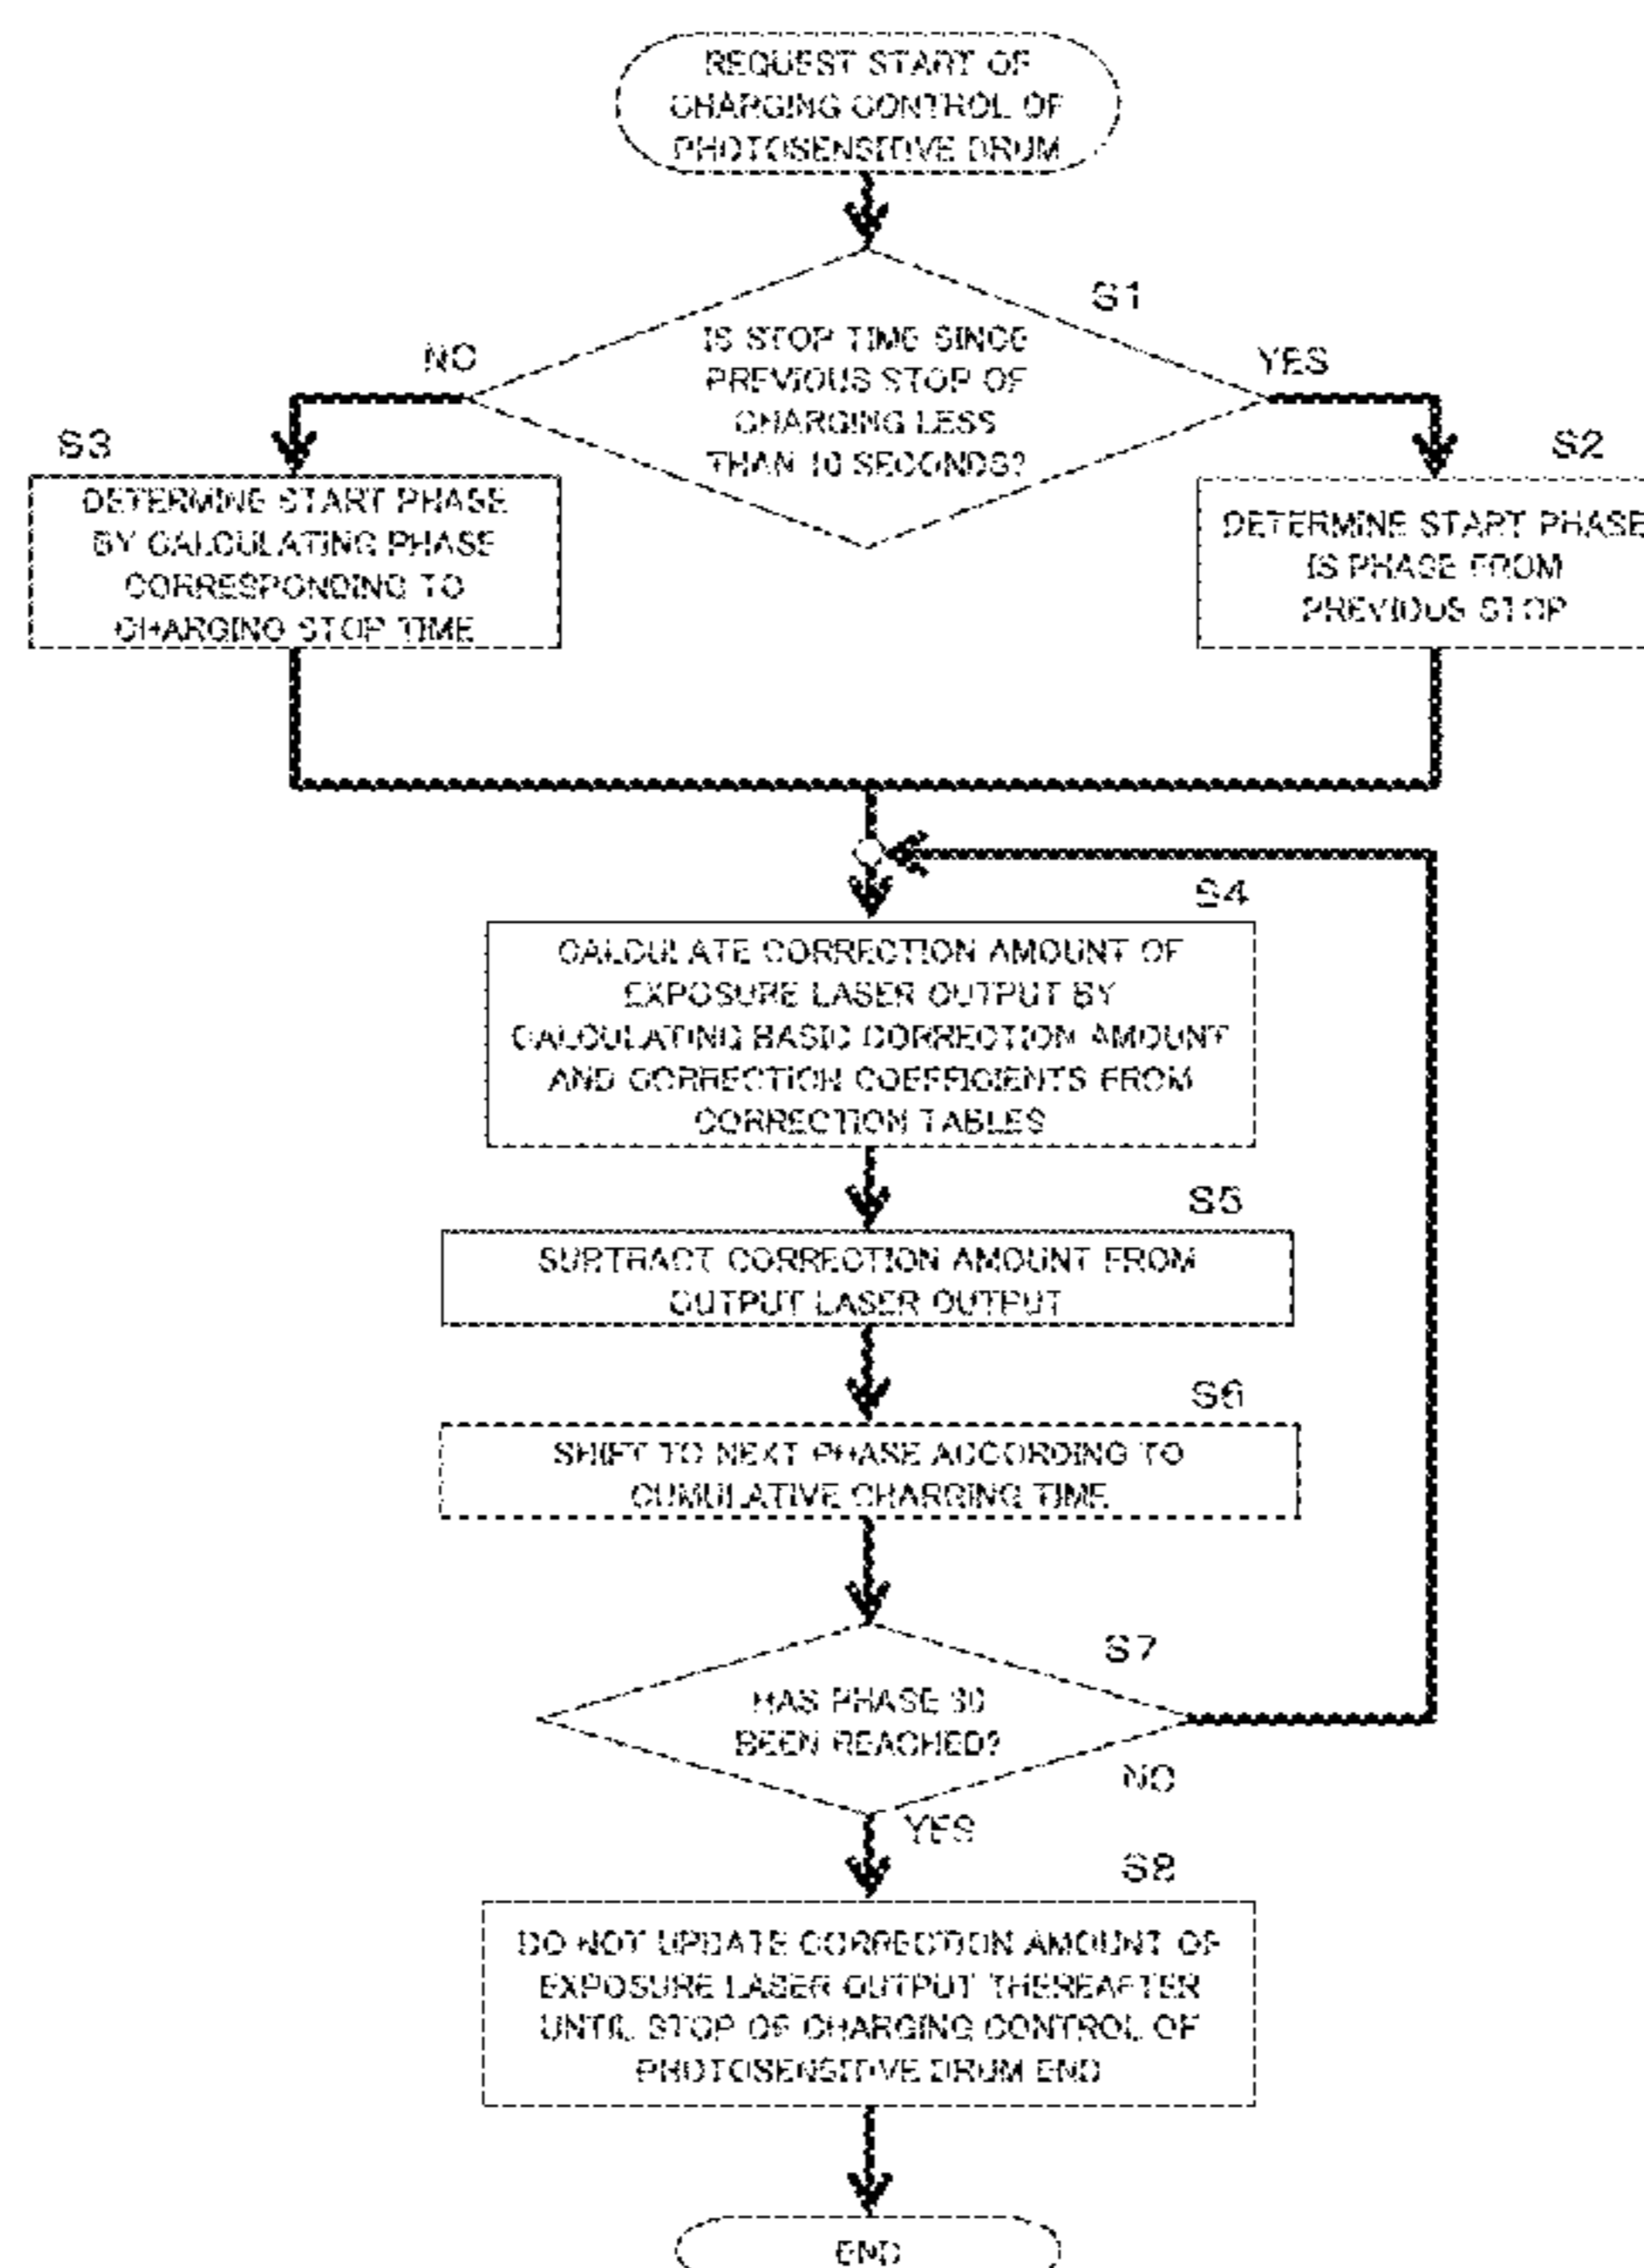 REQUEST START OF
CHARGING CONTROL OF
PHOTOSENSITIVE DRUM
S1
IS STOP TIME SINCE
PREVIOUS STOP OF
CHARGING LESS
THAN 10 SECONDS?
NO
YES
S3
DETERMINE START PHASE
BY CALCULATING PHASE
CORRESPONDING TO
CHARGING STOP TIME
S2
DETERMINE START PHASE
IS PHASE FROM
PREVIOUS STOP
S4
CALCULATE CORRECTION AMOUNT OF
EXPOSURE LASER OUTPUT BY
CALCULATING BASIC CORRECTION AMOUNT
AND CORRECTION COEFFICIENTS FROM
CORRECTION TABLES
S5
SUBTRACT CORRECTION AMOUNT FROM
OUTPUT LASER OUTPUT
S6
SHIFT TO NEXT PHASE ACCORDING TO
CUMULATIVE CHARGING TIME
S7
HAS PHASE
BEEN REACHED?
NO
YES
S8
DO NOT UPDATE CORRECTION AMOUNT OF
EXPOSURE LASER OUTPUT THEREAFTER
UNTIL STOP OF CHARGING CONTROL OF
PHOTOSENSITIVE DRUM END
END